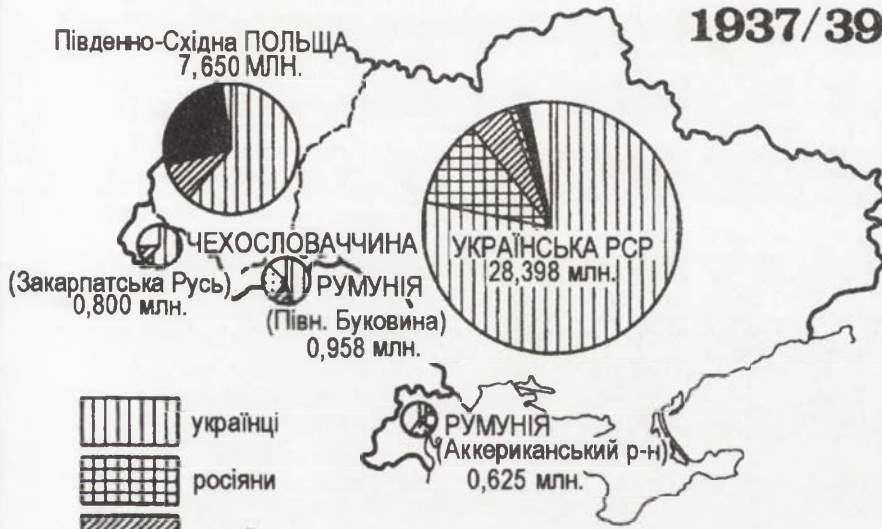 1937/39
Південно-Східна ПОЛЬЩА
7,650 МЛН.
ЧЕХОСЛОВАЧЧИНА
(Закарпатська Русь)
0,800 млн.
РУМУНІЯ
(Півн. Буковина)
0,958 млн.
УКРАЇНСЬКА РСР
28,398 млн.
РУМУНІЯ
(Аккериканський р-н)
0,625 млн.
українці
росіяни